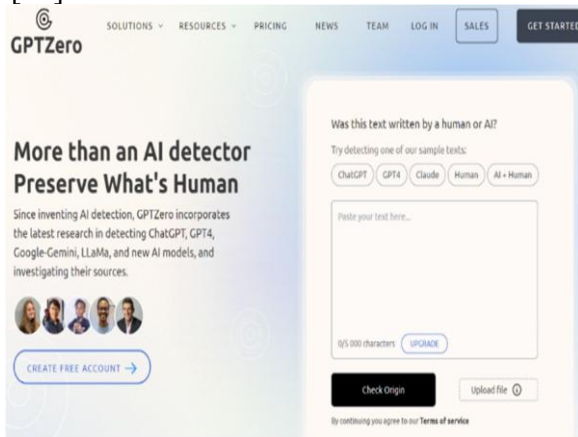 GPTZero
SOLUTIONS RESOURCES PRICING NEWS TEAM LOG IN SALES GET STARTED
More than an AI detector
Preserve What's Human
Since inventing AI detection, GPTZero incorporates
the latest research in detecting ChatGPT, GPT4,
Google-Gemini, LLaMa, and new AI models, and
investigating their sources.
CREATE FREE ACCOUNT →
Was this text written by a human or AI?
Try detecting one of our sample texts:
ChatGPT GPT4 Claude Human AI + Human
Paste your text here...
0/5 000 characters UPGRADE
Check Origin Upload file
By continuing you agree to our Terms of service